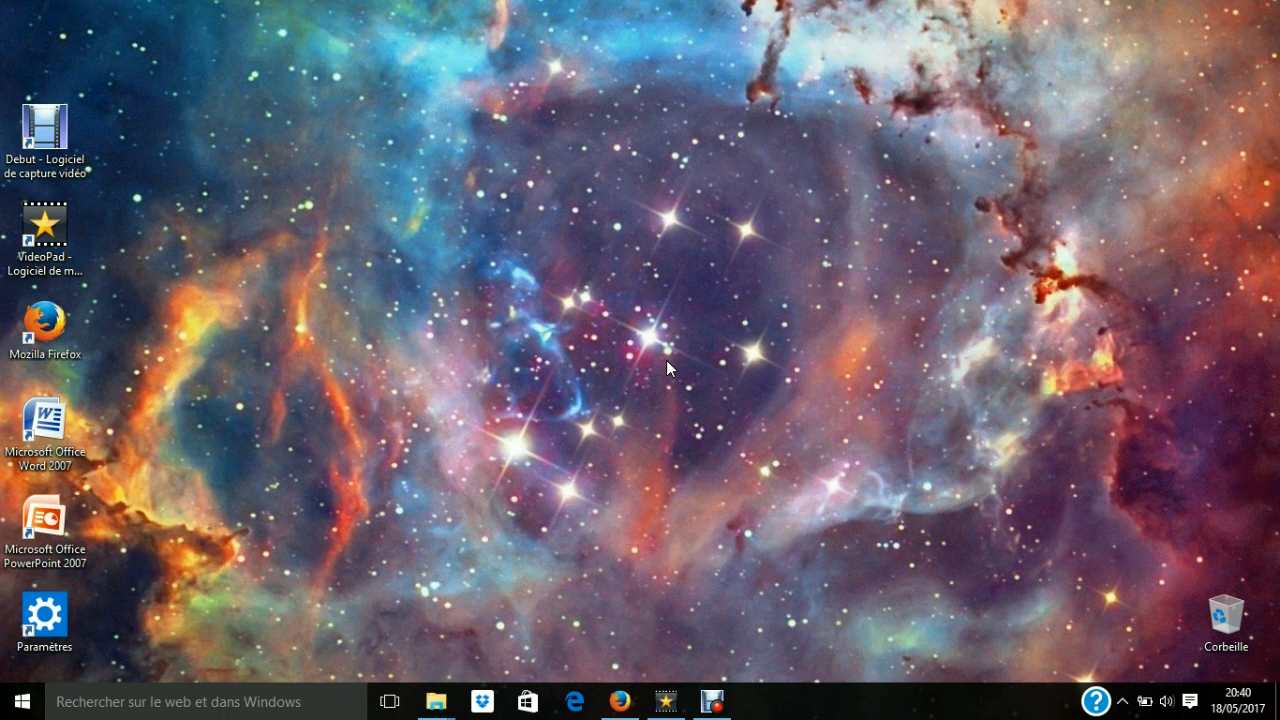 Debut - Logiciel
de capture vidéo
VideoPad -
Logiciel de m...
Mozilla Firefox
Microsoft Office
Word 2007
Microsoft Office
PowerPoint 2007
Paramètres
Corbeille
Rechercher sur le web et dans Windows
20:40
18/05/2017